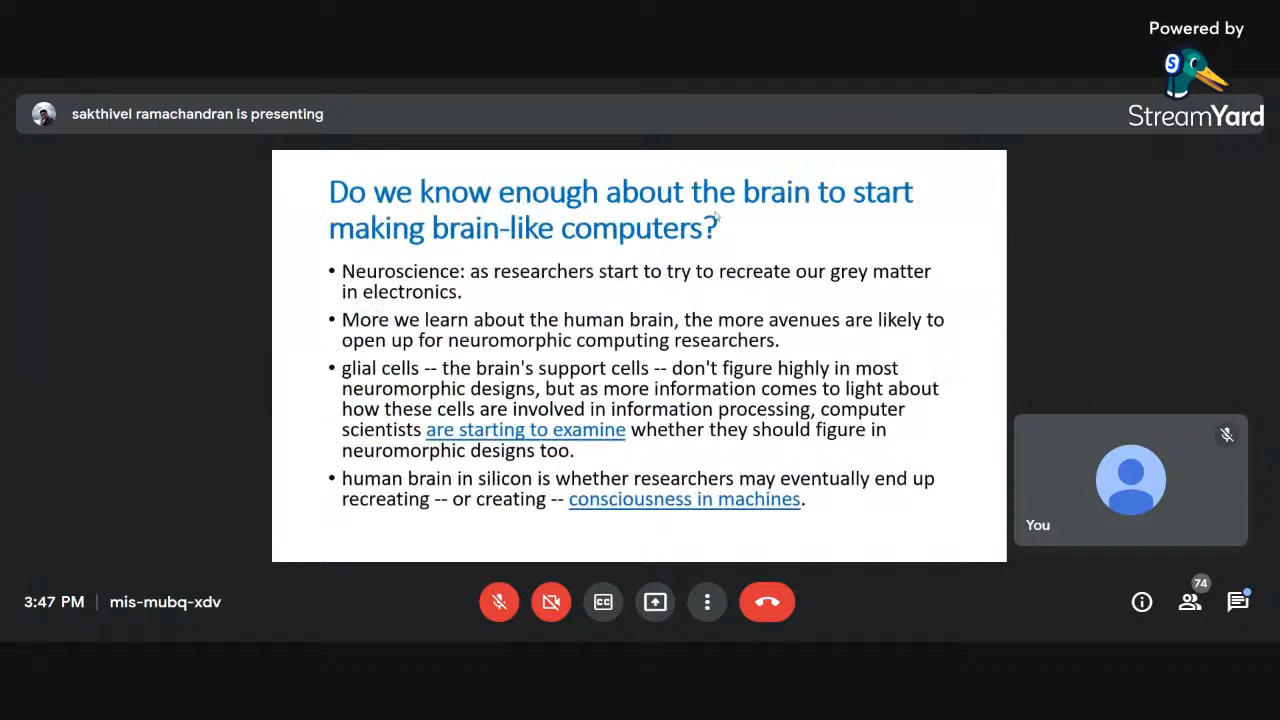 Powered by
S
StreamYard
sakthivel ramachandran is presenting
Do we know enough about the brain to start
making brain-like computers?
• Neuroscience: as researchers start to try to recreate our grey matter
in electronics.
• More we learn about the human brain, the more avenues are likely to
open up for neuromorphic computing researchers.
• glial cells -- the brain's support cells -- don't figure highly in most
neuromorphic designs, but as more information comes to light about
how these cells are involved in information processing, computer
scientists are starting to examine whether they should figure in
neuromorphic designs too.
• human brain in silicon is whether researchers may eventually end up
recreating -- or creating -- consciousness in machines.
You
3:47 PM | mis-mubq-xdv
CC
74